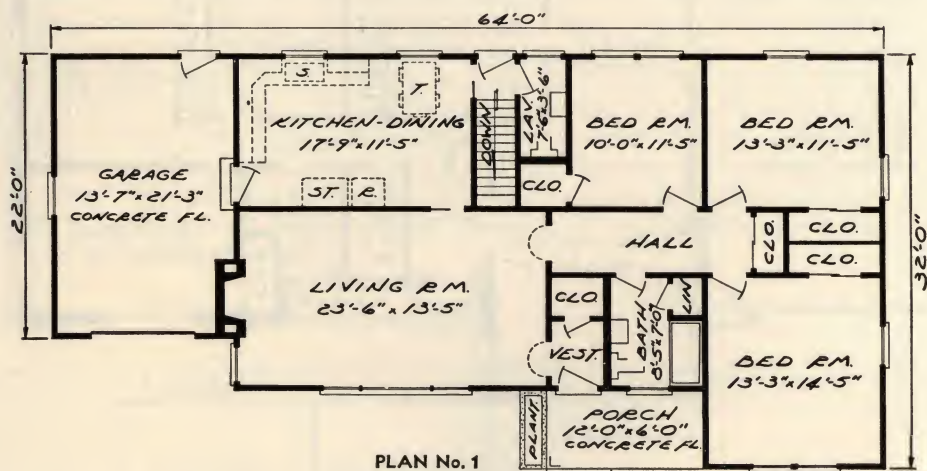 64'-0"
22'-0"
32'-0"
GARAGE
13'-7" x 21'-3"
CONCRETE FL.
S.
T.
KITCHEN-DINING
17'-9" x 11'-5"
ST.
R.
DOWN
LAV.
7'-6" x 3'-6"
CLO.
BED RM.
10'-0" x 11'-5"
BED RM.
13'-3" x 11'-5"
HALL
CLO.
CLO.
CLO.
LIVING RM.
23'-6" x 13'-5"
CLO.
VEST.
BATH
8'-5" x 7'-0"
LIN
BED RM.
13'-3" x 14'-5"
PLANT.
PORCH
12'-0" x 6'-0"
CONCRETE FL.
PLAN No. 1